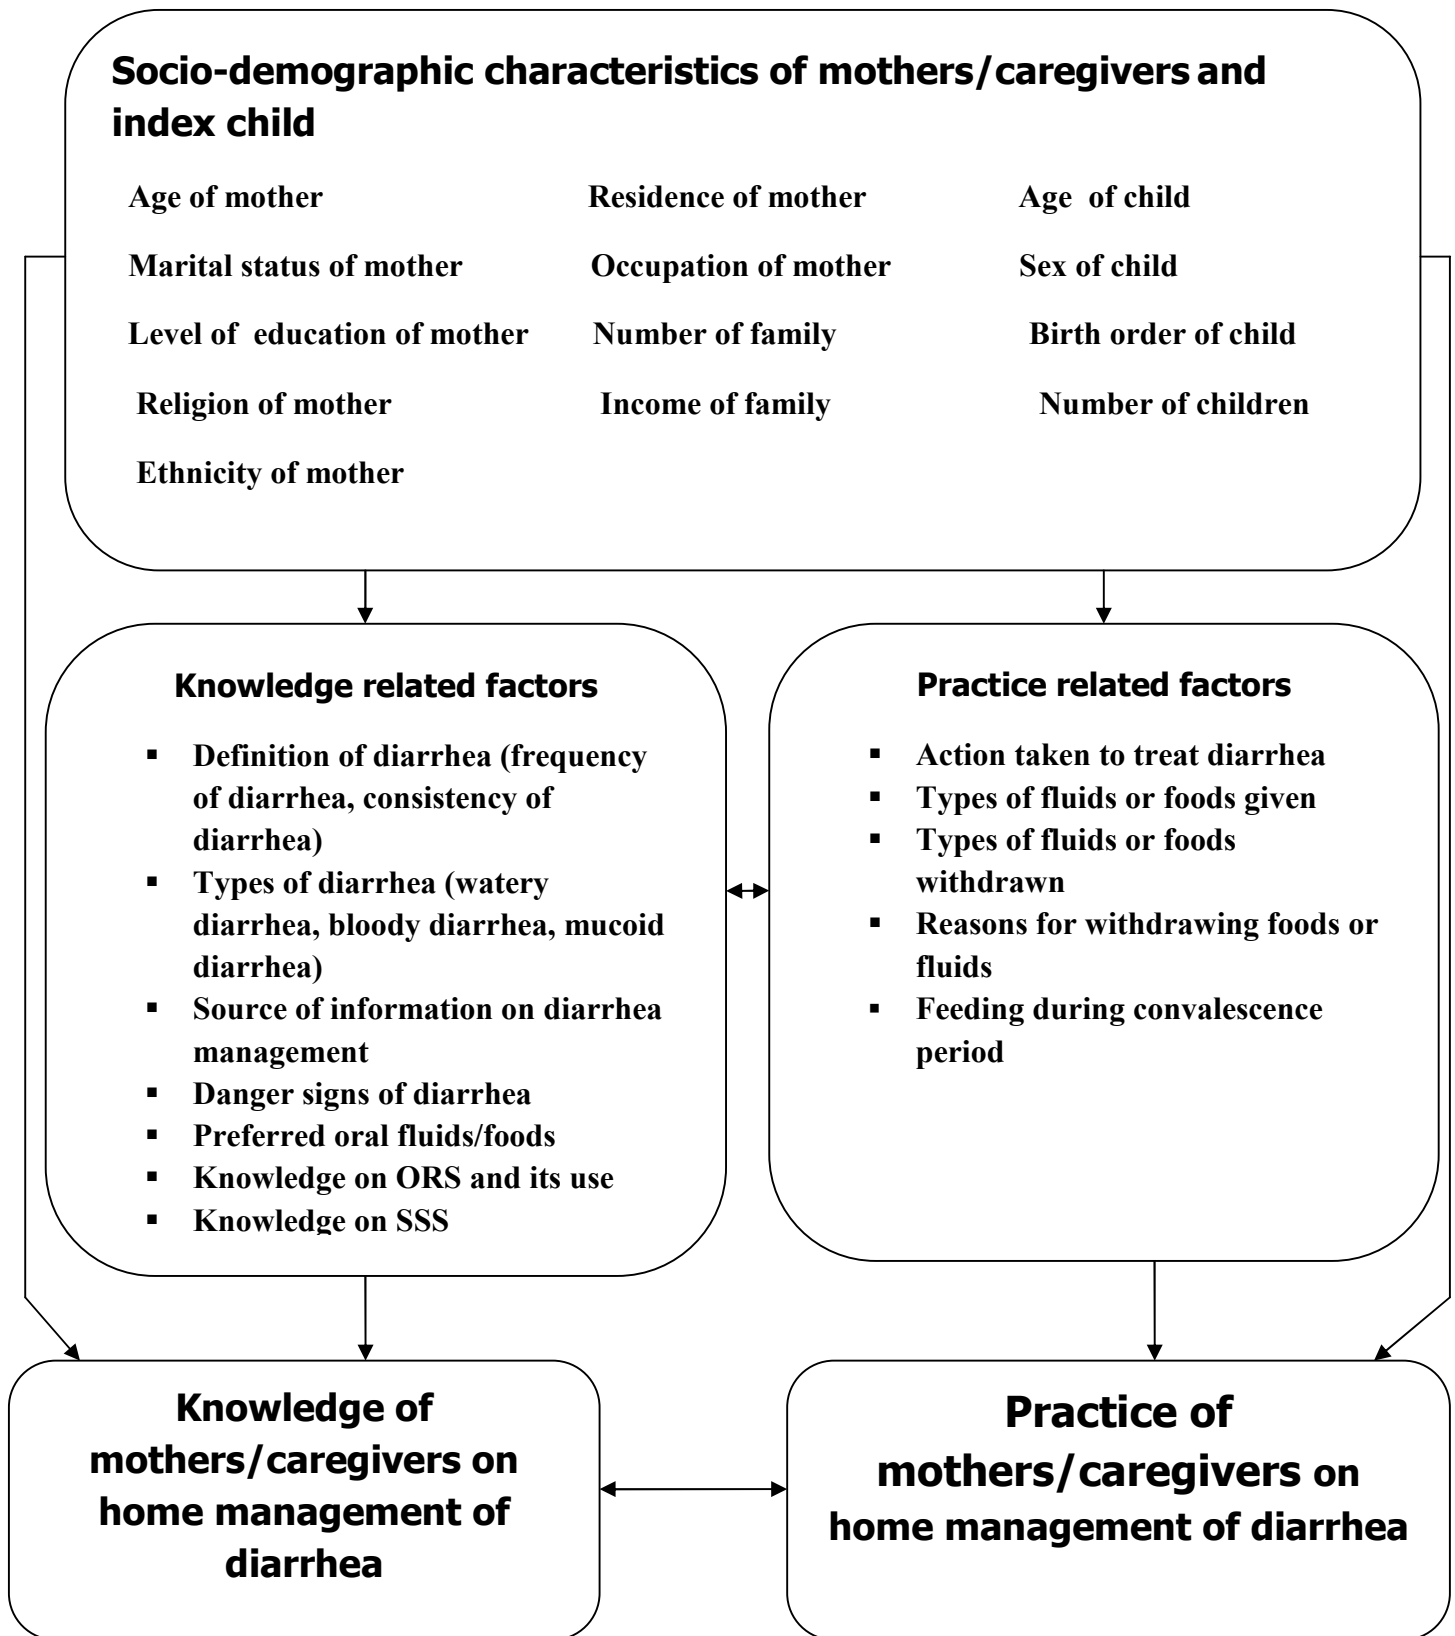 Socio-demographic characteristics of mothers/caregivers and
index child
Age of mother Residence of mother Age of child
Marital status of mother Occupation of mother Sex of child
Level of education of mother Number of family Birth order of child
Religion of mother Income of family Number of children
Ethnicity of mother
Knowledge related factors
▪ Definition of diarrhea (frequency
of diarrhea, consistency of
diarrhea)
▪ Types of diarrhea (watery
diarrhea, bloody diarrhea, mucoid
diarrhea)
▪ Source of information on diarrhea
management
▪ Danger signs of diarrhea
▪ Preferred oral fluids/foods
▪ Knowledge on ORS and its use
▪ Knowledge on SSS
Practice related factors
▪ Action taken to treat diarrhea
▪ Types of fluids or foods given
▪ Types of fluids or foods
withdrawn
▪ Reasons for withdrawing foods or
fluids
▪ Feeding during convalescence
period
Knowledge of
mothers/caregivers on
home management of
diarrhea
Practice of
mothers/caregivers on
home management of diarrhea